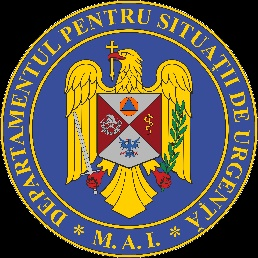 DEPARTAMENTUL PENTRU SITUAȚII DE URGENȚĂ
* M.A.I. *